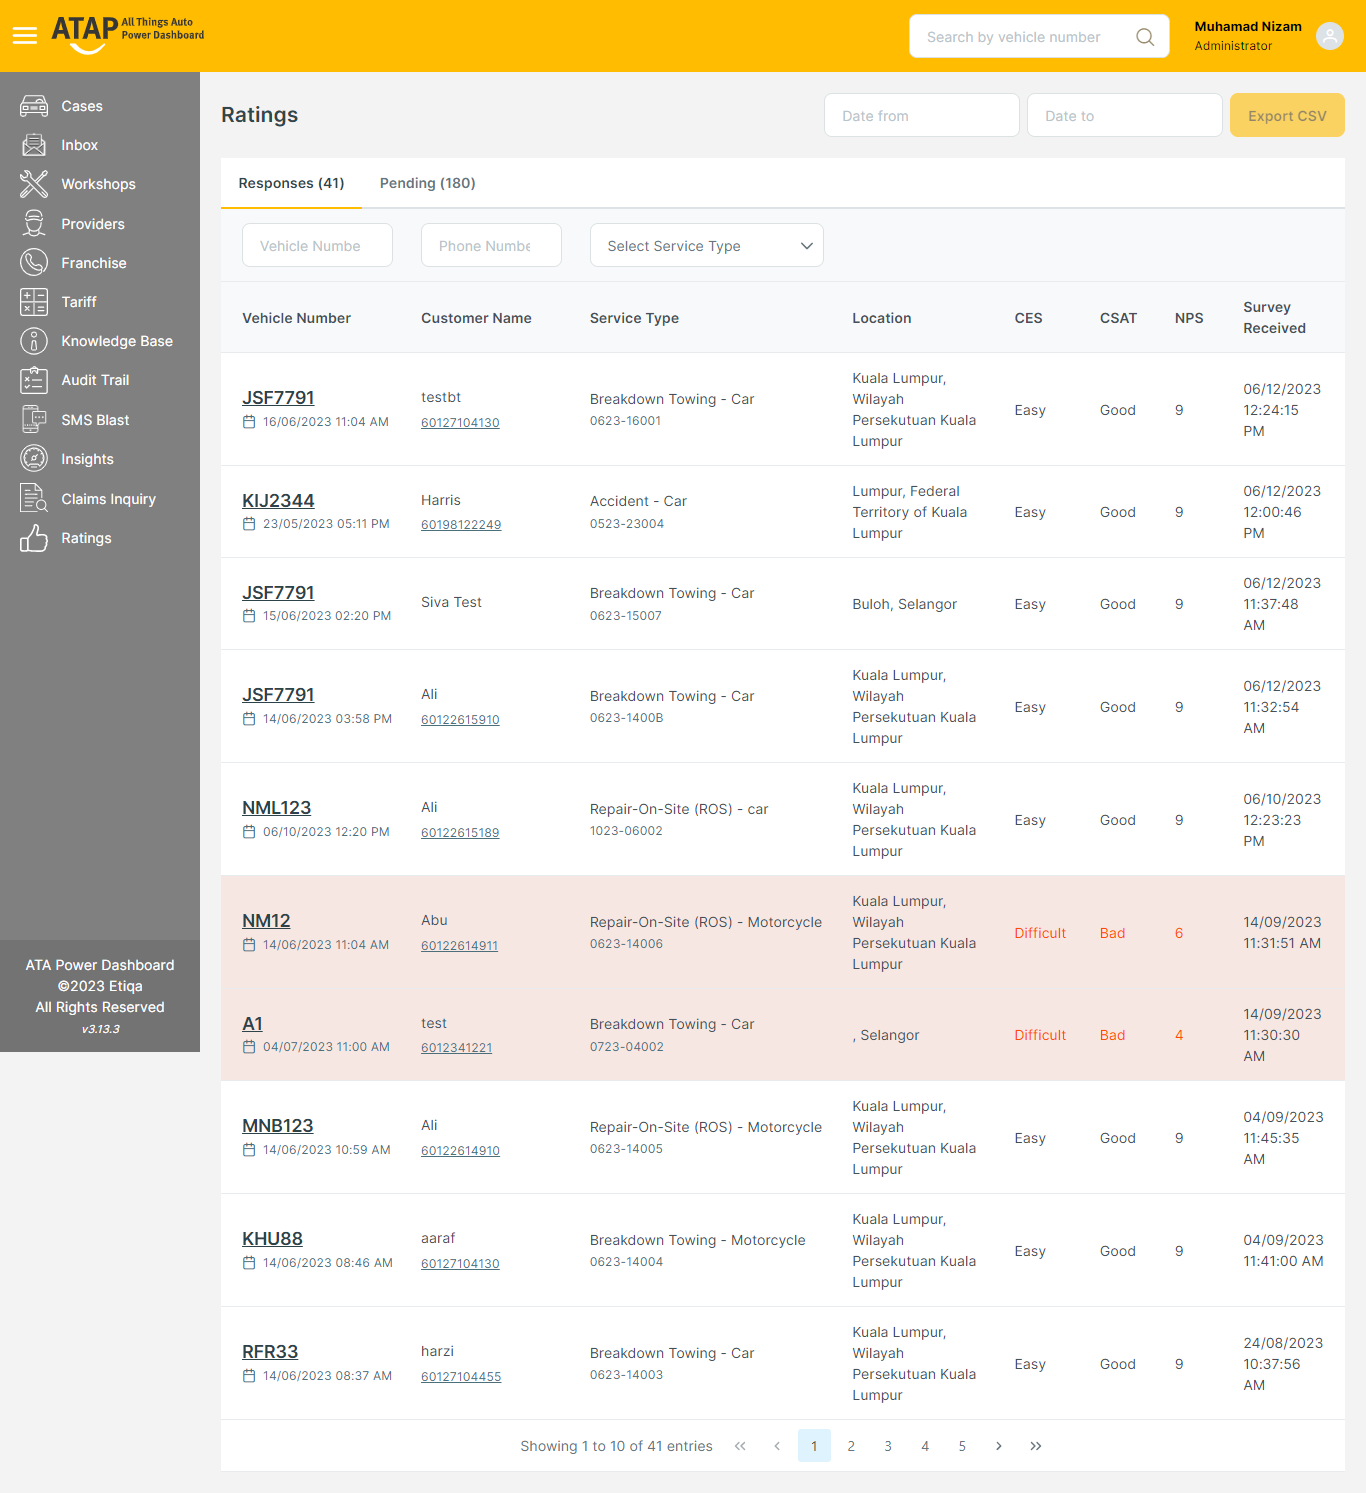 ATAP All Things Auto
Power Dashboard
Search by vehicle number
Muhamad Nizam
Administrator
Cases
Inbox
Workshops
Providers
Franchise
Tariff
Knowledge Base
Audit Trail
SMS Blast
Insights
Claims Inquiry
Ratings
ATA Power Dashboard
©2023 Etiqa
All Rights Reserved
v3.13.3
Ratings
Date from
Date to
Export CSV
Responses (41)
Pending (180)
Vehicle Numbe
Phone Numbe
Select Service Type
Vehicle Number
Customer Name
Service Type
Location
CES
CSAT
NPS
Survey
Received
JSF7791
16/06/2023 11:04 AM
testbt
60127104130
Breakdown Towing - Car
0623-16001
Kuala Lumpur,
Wilayah
Persekutuan Kuala
Lumpur
Easy
Good
9
06/12/2023
12:24:15
PM
KIJ2344
23/05/2023 05:11 PM
Harris
60198122249
Accident - Car
0523-23004
Lumpur, Federal
Territory of Kuala
Lumpur
Easy
Good
9
06/12/2023
12:00:46
PM
JSF7791
15/06/2023 02:20 PM
Siva Test
Breakdown Towing - Car
0623-15007
Buloh, Selangor
Easy
Good
9
06/12/2023
11:37:48
AM
JSF7791
14/06/2023 03:58 PM
Ali
60122615910
Breakdown Towing - Car
0623-1400B
Kuala Lumpur,
Wilayah
Persekutuan Kuala
Lumpur
Easy
Good
9
06/12/2023
11:32:54
AM
NML123
06/10/2023 12:20 PM
Ali
60122615189
Repair-On-Site (ROS) - car
1023-06002
Kuala Lumpur,
Wilayah
Persekutuan Kuala
Lumpur
Easy
Good
9
06/10/2023
12:23:23
PM
NM12
14/06/2023 11:04 AM
Abu
60122614911
Repair-On-Site (ROS) - Motorcycle
0623-14006
Kuala Lumpur,
Wilayah
Persekutuan Kuala
Lumpur
Difficult
Bad
6
14/09/2023
11:31:51 AM
A1
04/07/2023 11:00 AM
test
6012341221
Breakdown Towing - Car
0723-04002
, Selangor
Difficult
Bad
4
14/09/2023
11:30:30
AM
MNB123
14/06/2023 10:59 AM
Ali
60122614910
Repair-On-Site (ROS) - Motorcycle
0623-14005
Kuala Lumpur,
Wilayah
Persekutuan Kuala
Lumpur
Easy
Good
9
04/09/2023
11:45:35
AM
KHU88
14/06/2023 08:46 AM
aaraf
60127104130
Breakdown Towing - Motorcycle
0623-14004
Kuala Lumpur,
Wilayah
Persekutuan Kuala
Lumpur
Easy
Good
9
04/09/2023
11:41:00 AM
RFR33
14/06/2023 08:37 AM
harzi
60127104455
Breakdown Towing - Car
0623-14003
Kuala Lumpur,
Wilayah
Persekutuan Kuala
Lumpur
Easy
Good
9
24/08/2023
10:37:56
AM
Showing 1 to 10 of 41 entries « ‹ 1 2 3 4 5 › »